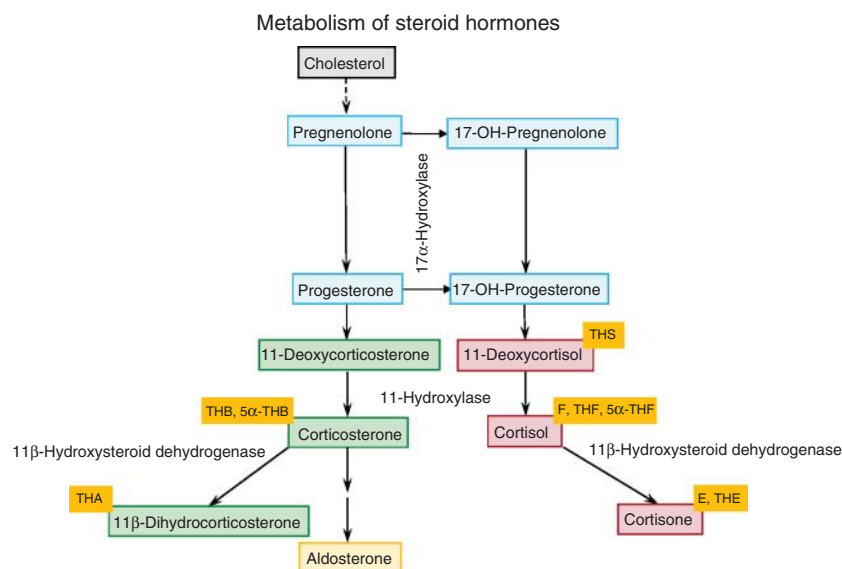 Metabolism of steroid hormones
Cholesterol
Pregnenolone
17-OH-Pregnenolone
17α-Hydroxylase
Progesterone
17-OH-Progesterone
11-Deoxycorticosterone
11-Deoxycortisol
THS
11-Hydroxylase
THB, 5α-THB
Corticosterone
F, THF, 5α-THF
Cortisol
11β-Hydroxysteroid dehydrogenase
11β-Hydroxysteroid dehydrogenase
THA
11β-Dihydrocorticosterone
E, THE
Cortisone
Aldosterone